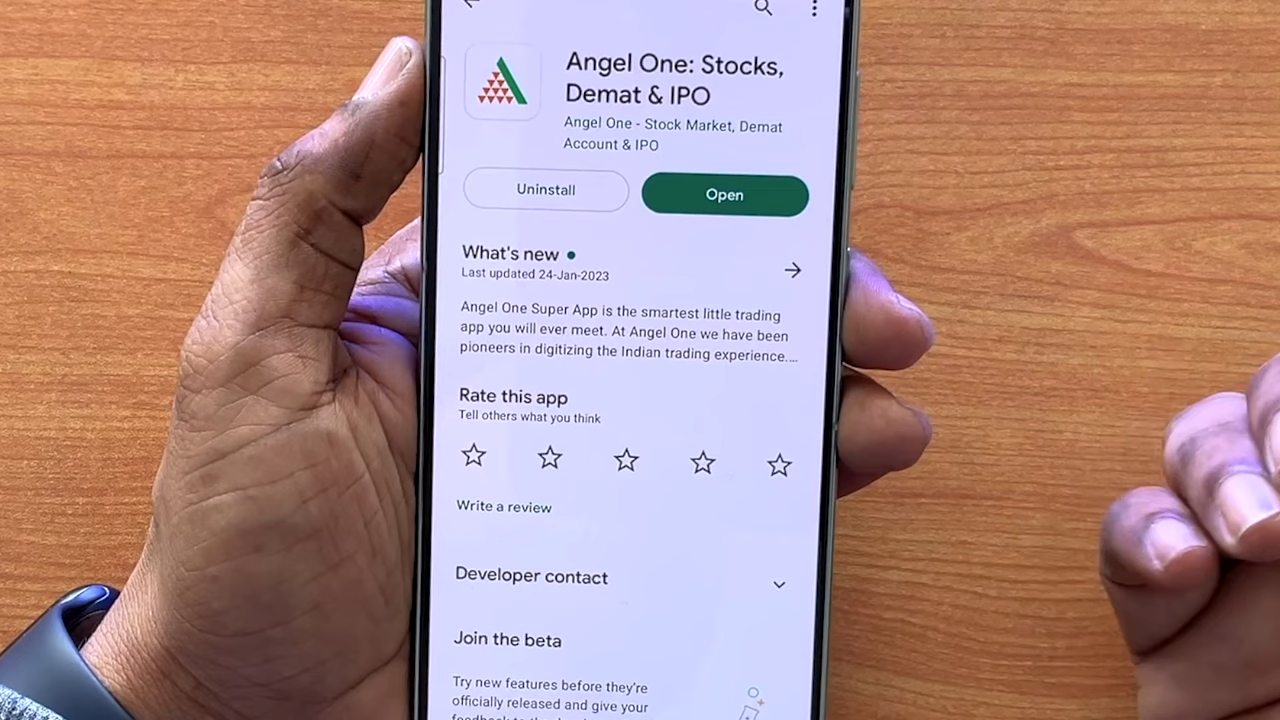 Angel One: Stocks,
Demat & IPO
Angel One - Stock Market, Demat
Account & IPO
Uninstall
Open
What's new
Last updated 24-Jan-2023
Angel One Super App is the smartest little trading
app you will ever meet. At Angel One we have been
pioneers in digitizing the Indian trading experience....
Rate this app
Tell others what you think
Write a review
Developer contact
Join the beta
Try new features before they're
officially released and give your
feedback to the